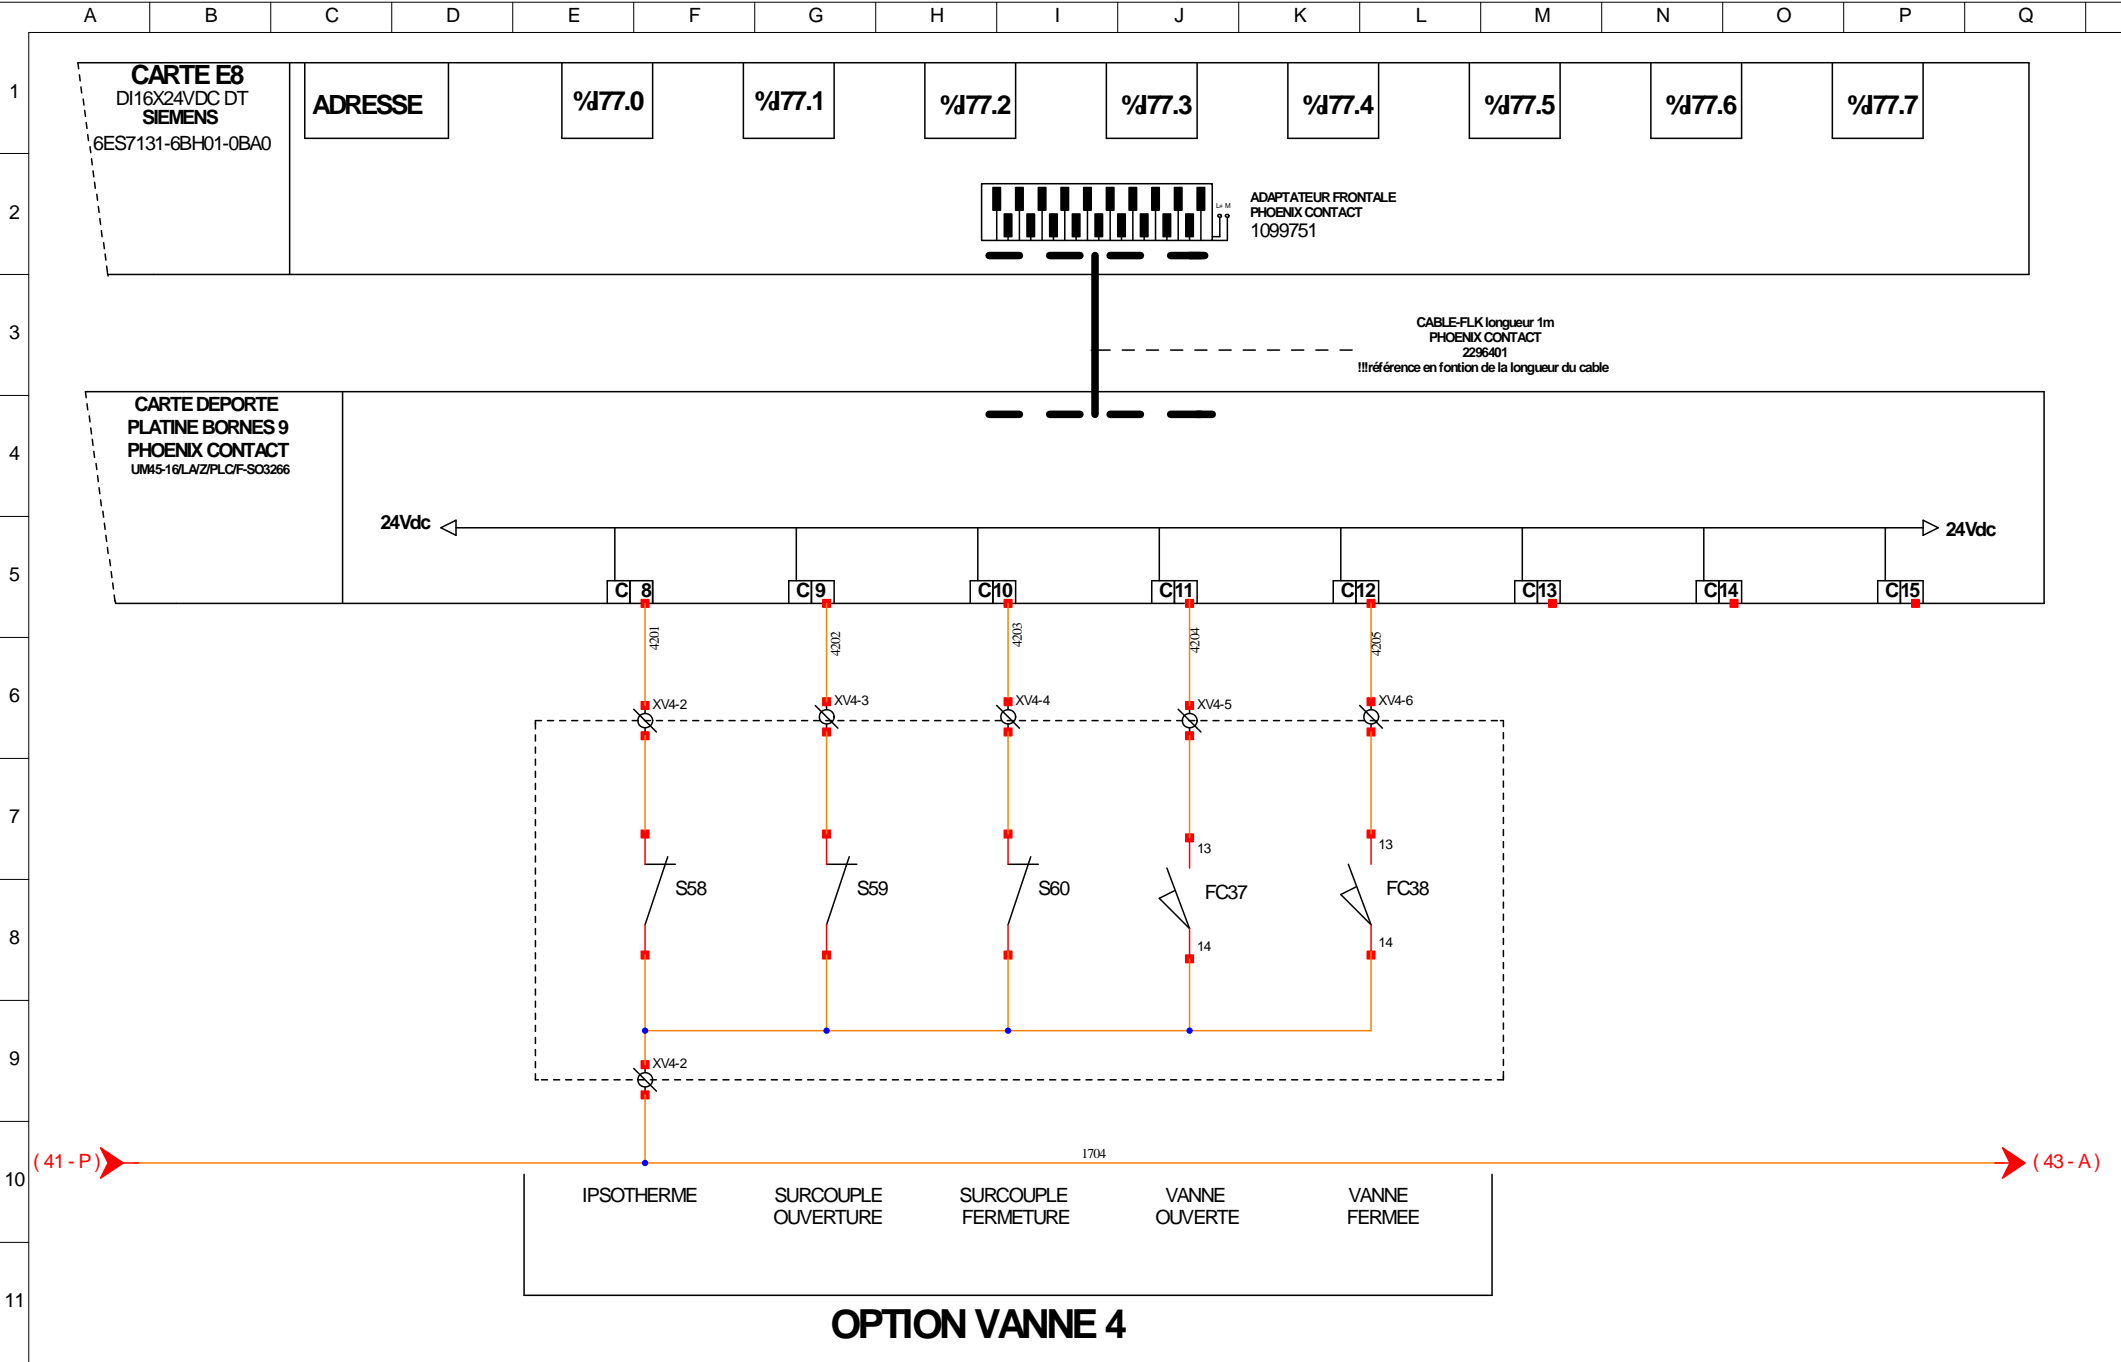 A B C D E F G H I J K L M N O P Q
1
2
3
4
5
6
7
8
9
10
11
CARTE E8
DI16X24VDC DT
SIEMENS
6ES7131-6BH01-0BA0
ADRESSE
%I77.0
%I77.1
%I77.2
%I77.3
%I77.4
%I77.5
%I77.6
%I77.7
L+ M
ADAPTATEUR FRONTALE
PHOENIX CONTACT
1099751
CABLE-FLK longueur 1m
PHOENIX CONTACT
2296401
!!!référence en fontion de la longueur du cable
CARTE DEPORTE
PLATINE BORNES 9
PHOENIX CONTACT
UM45-16/LA/Z/PLC/F-SO3266
24Vdc
24Vdc
C 8
C 9
C 10
C 11
C 12
C 13
C 14
C 15
4201
4202
4203
4204
4205
XV4-2
XV4-3
XV4-4
XV4-5
XV4-6
13
13
S58
S59
S60
FC37
FC38
14
14
XV4-2
( 41 - P )
1704
( 43 - A )
IPSOTHERME
SURCOUPLE
OUVERTURE
SURCOUPLE
FERMETURE
VANNE
OUVERTE
VANNE
FERMEE
OPTION VANNE 4